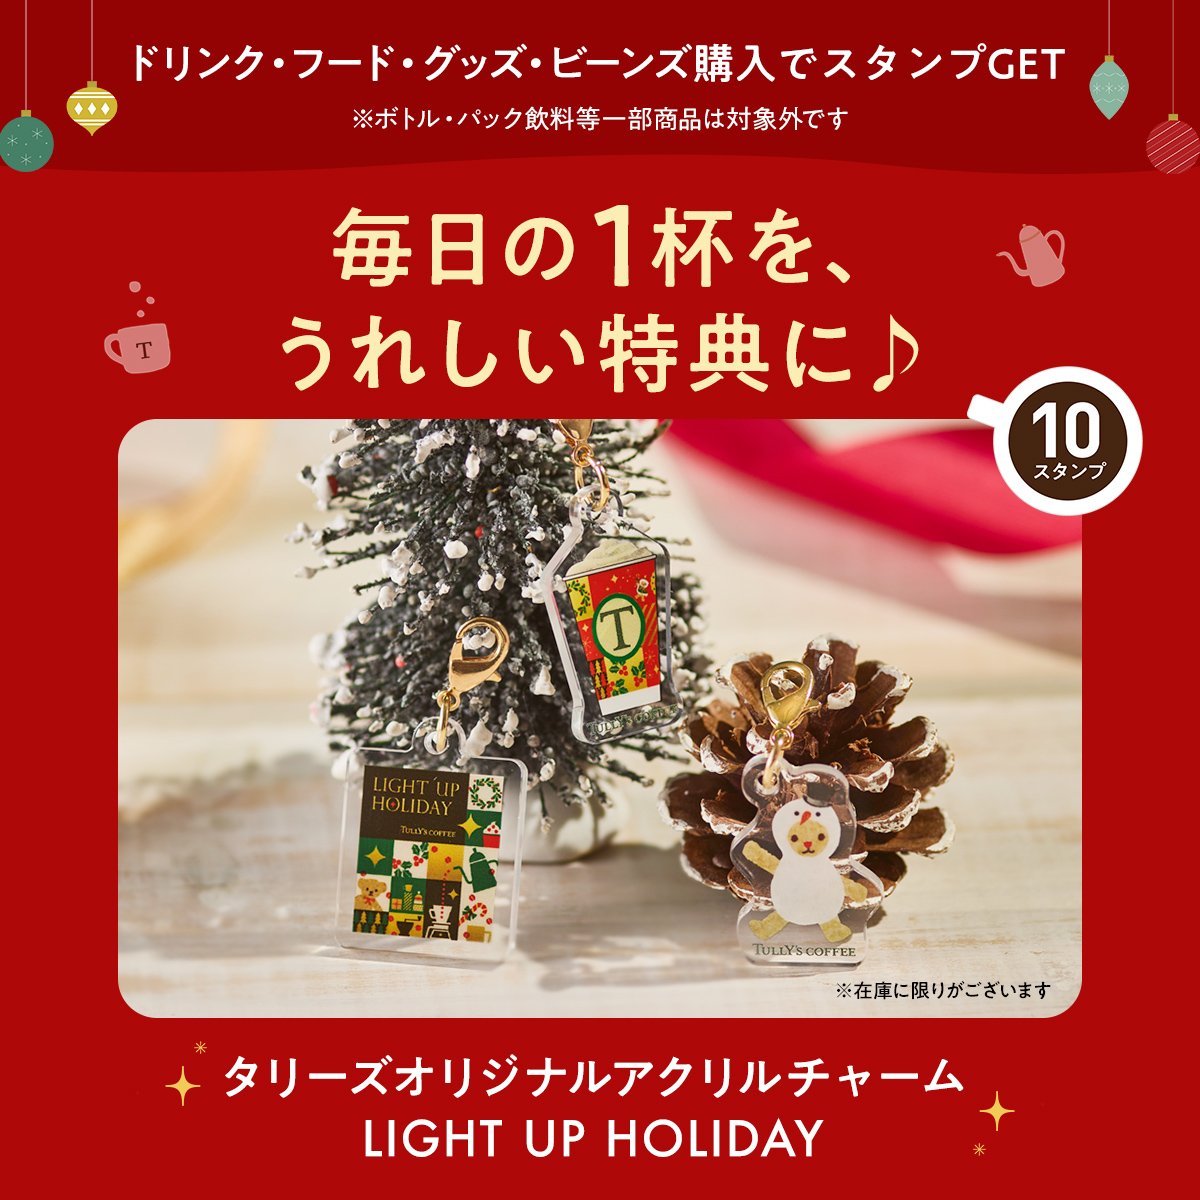 ドリンク・フード・グッズ・ビーンズ購入でスタンプGET
※ボトル・パック飲料等一部商品は対象外です
毎日の1杯を、
うれしい特典に♪
T
10
スタンプ
T
TULLY'S COFFEE
LIGHT UP
HOLIDAY
TULLY'S COFFEE
TULLY'S COFFEE
※在庫に限りがございます
タリーズオリジナルアクリルチャーム
LIGHT UP HOLIDAY